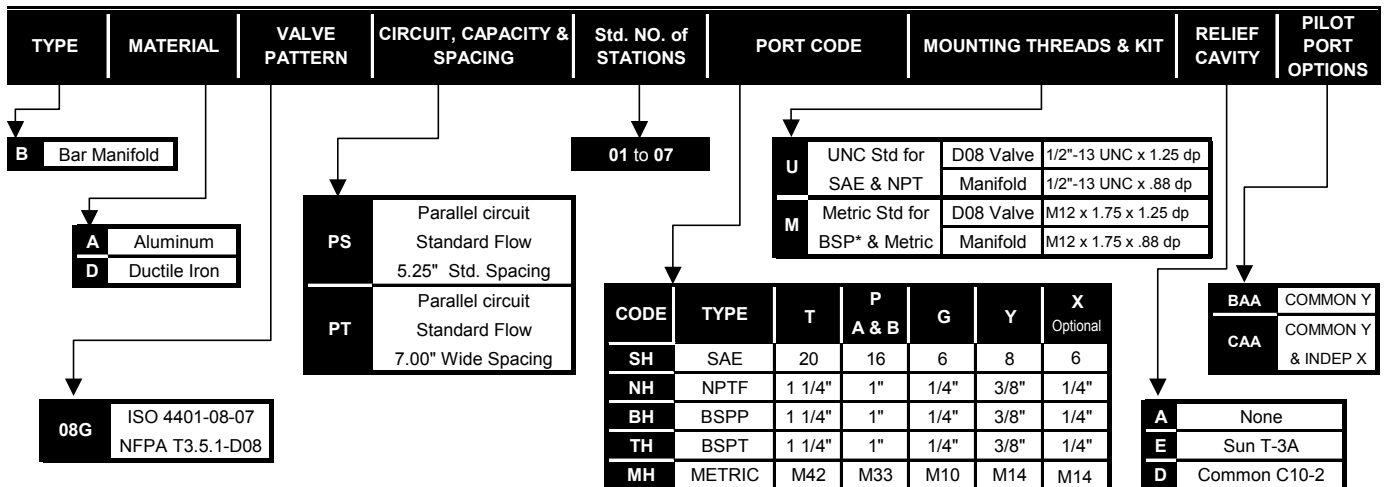 TYPE
MATERIAL
VALVE
PATTERN
CIRCUIT, CAPACITY &
SPACING
Std. NO. of
STATIONS
PORT CODE
MOUNTING THREADS & KIT
RELIEF
CAVITY
PILOT
PORT
OPTIONS
B Bar Manifold
A Aluminum
D Ductile Iron
08G
ISO 4401-08-07
NFPA T3.5.1-D08
PS
Parallel circuit
Standard Flow
5.25" Std. Spacing
PT
Parallel circuit
Standard Flow
7.00" Wide Spacing
01 to 07
U
UNC Std for
SAE & NPT
D08 Valve 1/2"-13 UNC x 1.25 dp
Manifold 1/2"-13 UNC x .88 dp
M
Metric Std for
BSP* & Metric
D08 Valve M12 x 1.75 x 1.25 dp
Manifold M12 x 1.75 x .88 dp
CODE TYPE T P A & B G Y X Optional
SH SAE 20 16 6 8 6
NH NPTF 1 1/4" 1" 1/4" 3/8" 1/4"
BH BSPP 1 1/4" 1" 1/4" 3/8" 1/4"
TH BSPT 1 1/4" 1" 1/4" 3/8" 1/4"
MH METRIC M42 M33 M10 M14 M14
BAA COMMON Y
CAA
COMMON Y
& INDEP X
A None
E Sun T-3A
D Common C10-2